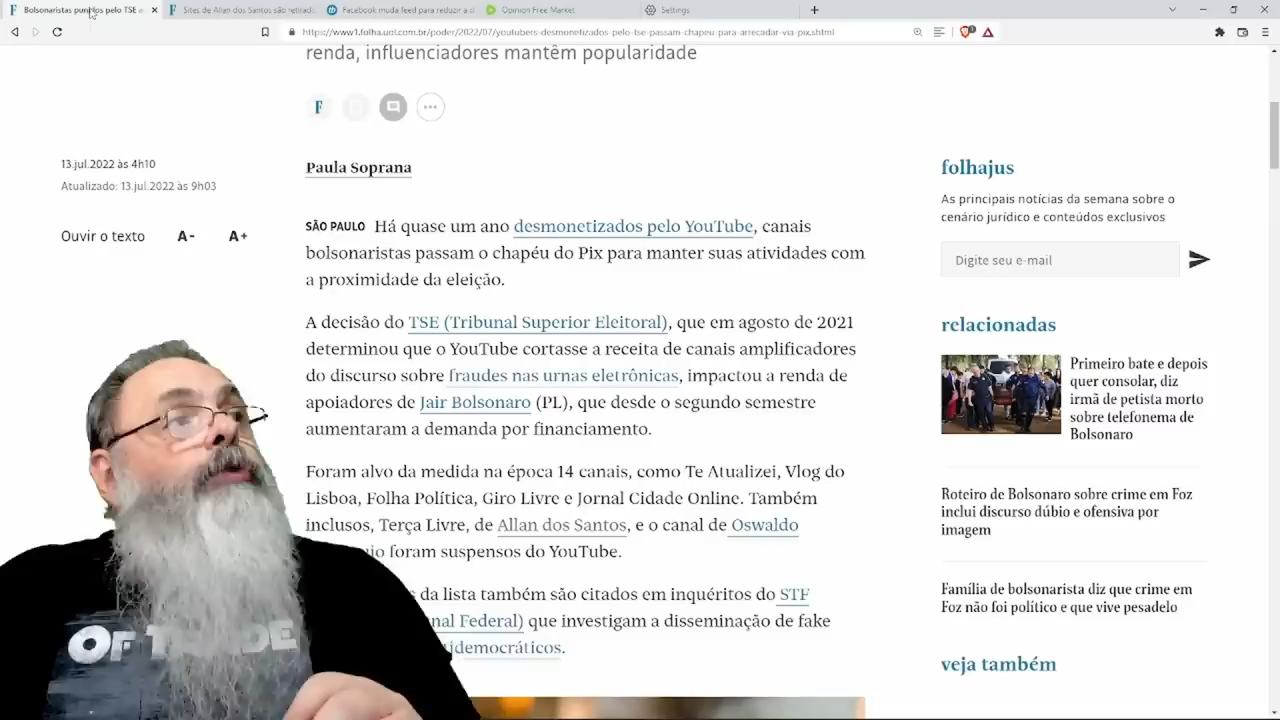 Bolsonaristas punidos pelo TSE
Sites de Allan dos Santos são retirad
Facebook muda feed para reduzir a d
Opinion Free Market
Settings
https://www1.folha.uol.com.br/poder/2022/07/youtubers-desmonetizados-pelo-tse-passam-chapeu-para-arrecadar-via-pix.shtml
renda, influenciadores mantêm popularidade
F
13.jul.2022 às 4h10
Atualizado: 13.jul.2022 às 9h03
Ouvir o texto A- A+
Paula Soprana
SÃO PAULO Há quase um ano desmonetizados pelo YouTube, canais
bolsonaristas passam o chapéu do Pix para manter suas atividades com
a proximidade da eleição.
A decisão do TSE (Tribunal Superior Eleitoral), que em agosto de 2021
determinou que o YouTube cortasse a receita de canais amplificadores
do discurso sobre fraudes nas urnas eletrônicas, impactou a renda de
apoiadores de Jair Bolsonaro (PL), que desde o segundo semestre
aumentaram a demanda por financiamento.
Foram alvo da medida na época 14 canais, como Te Atualizei, Vlog do
Lisboa, Folha Política, Giro Livre e Jornal Cidade Online. Também
inclusos, Terça Livre, de Allan dos Santos, e o canal de Oswaldo
foram suspensos do YouTube.
da lista também são citados em inquéritos do STF
nal Federal) que investigam a disseminação de fake
tidemocráticos.
folhajus
As principais notícias da semana sobre o
cenário jurídico e conteúdos exclusivos
Digite seu e-mail
relacionadas
Primeiro bate e depois
quer consolar, diz
irmã de petista morto
sobre telefonema de
Bolsonaro
Roteiro de Bolsonaro sobre crime em Foz
inclui discurso dúbio e ofensiva por
imagem
Família de bolsonarista diz que crime em
Foz não foi político e que vive pesadelo
veja também